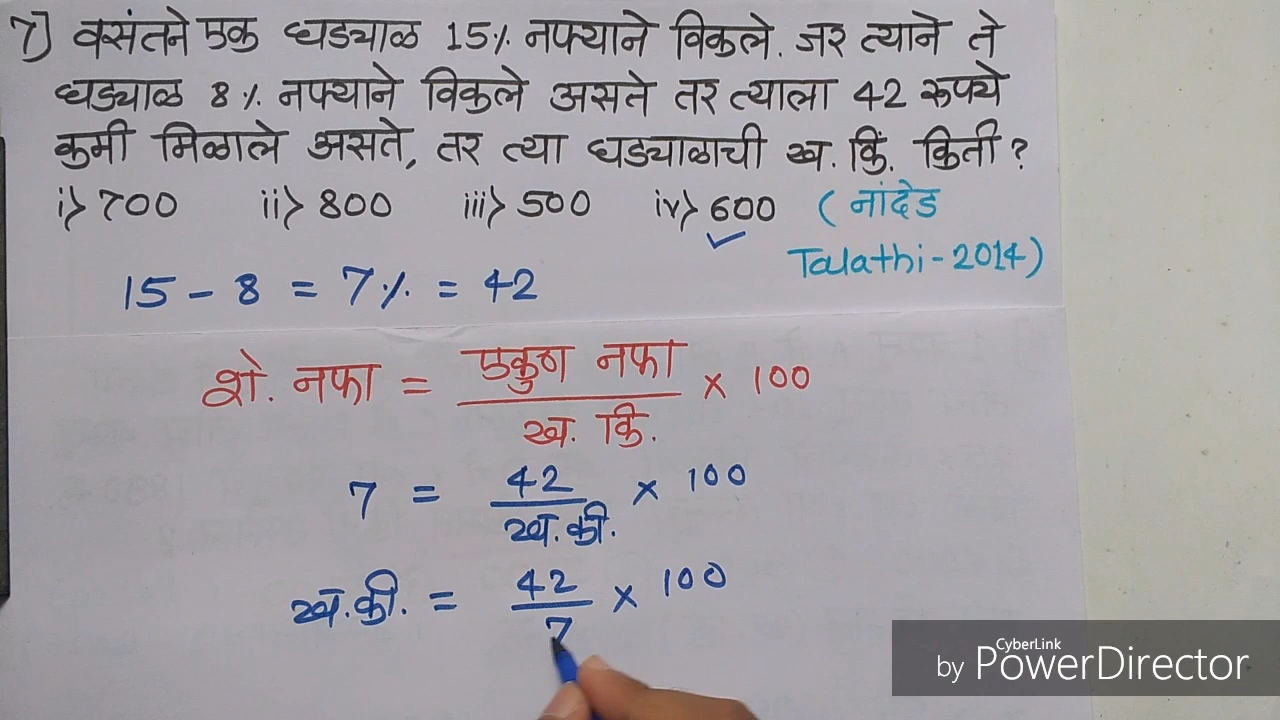 7] वसंतने एक घड्याळ 15% नफ्याने विकले. जर त्याने ते
घड्याळ 8% नफ्याने विकले असते तर त्याला 42 रूपये
कमी मिळाले असते, तर त्या घड्याळाची ख. किं. किती ?
i) 700 ii) 800 iii) 500 iv) 600 (नांदेड
Talathi-2014)
15 - 8 = 7% = 42
शे. नफा = एकुण नफा / ख. कि. × 100
7 = 42 / ख.की. × 100
ख.की. = 42 / 7 × 100
CyberLink
by PowerDirector